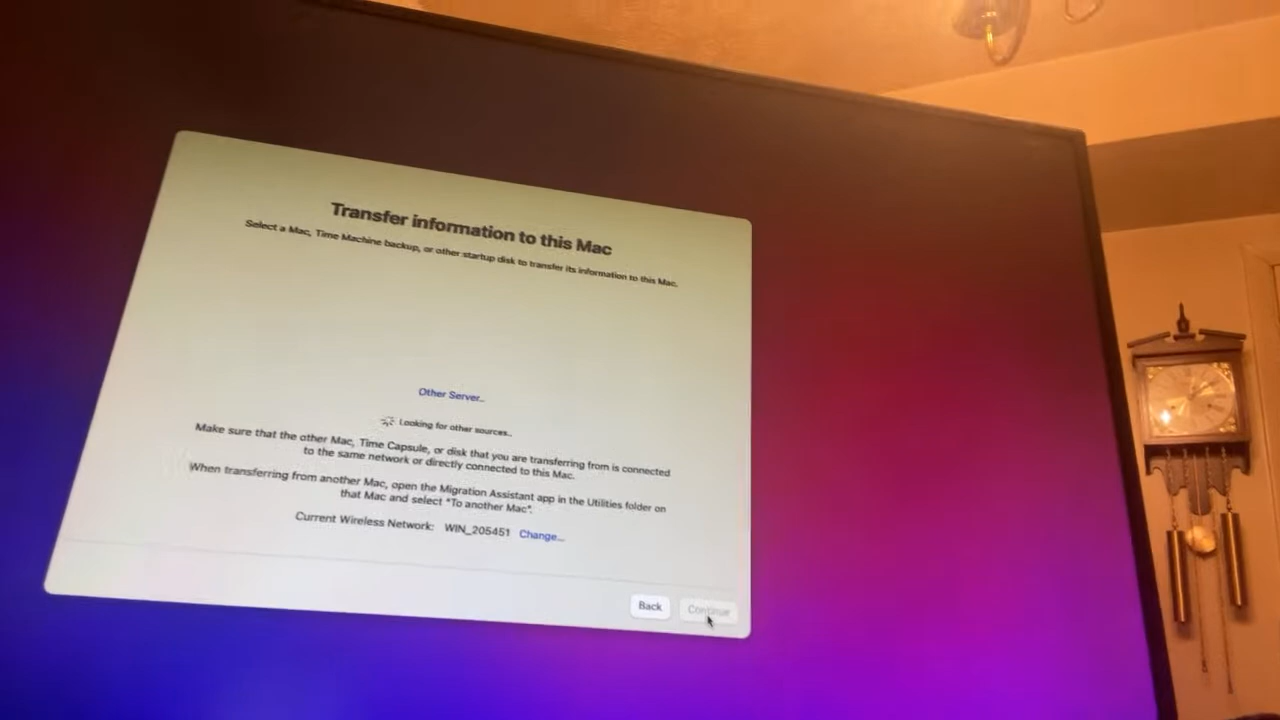 Transfer information to this Mac
Select a Mac, Time Machine backup, or other startup disk to transfer its information to this Mac.
Other Server..
Looking for other sources..
Make sure that the other Mac, Time Capsule, or disk that you are transferring from is connected
to the same network or directly connected to this Mac.
When transferring from another Mac, open the Migration Assistant app in the Utilities folder on
that Mac and select "To another Mac".
Current Wireless Network: WIN_205451 Change...
Back Continue